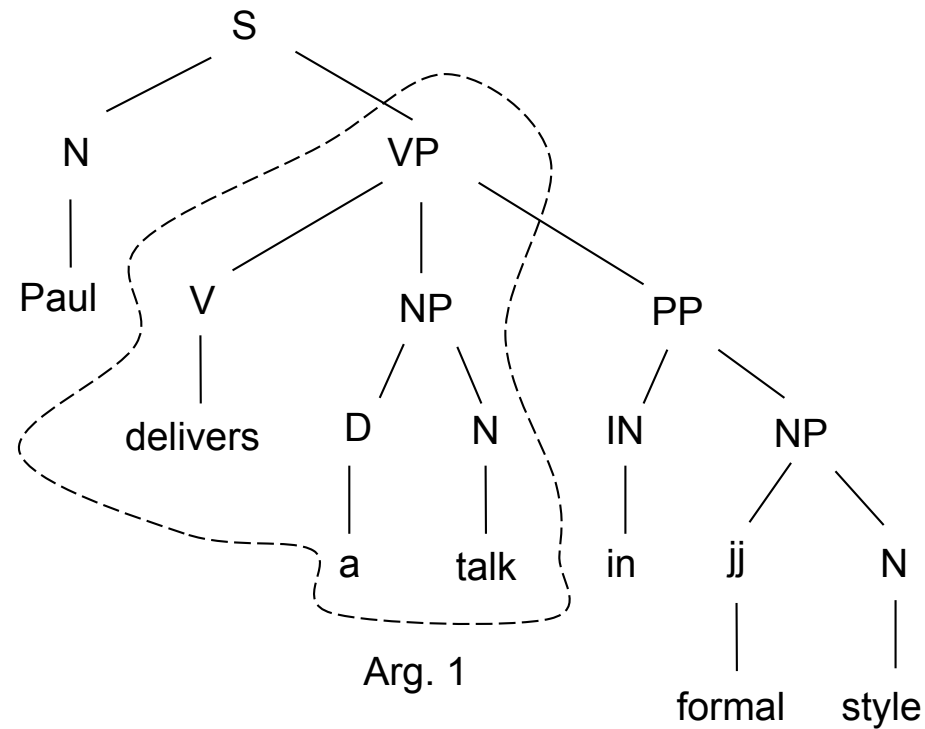 S
N VP
Paul V NP PP
delivers D N IN NP
a talk in jj N
Arg. 1
formal style